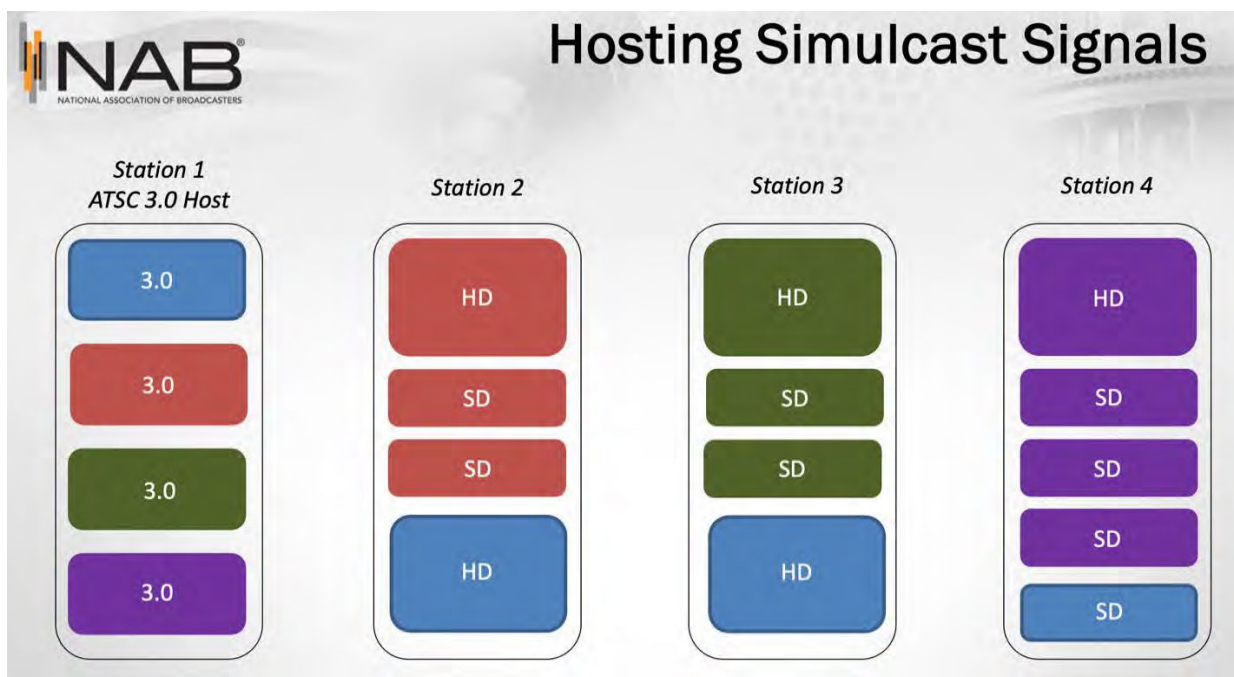 NAB®
NATIONAL ASSOCIATION OF BROADCASTERS
Hosting Simulcast Signals
Station 1
ATSC 3.0 Host
3.0
3.0
3.0
3.0
Station 2
HD
SD
SD
HD
Station 3
HD
SD
SD
HD
Station 4
HD
SD
SD
SD
SD